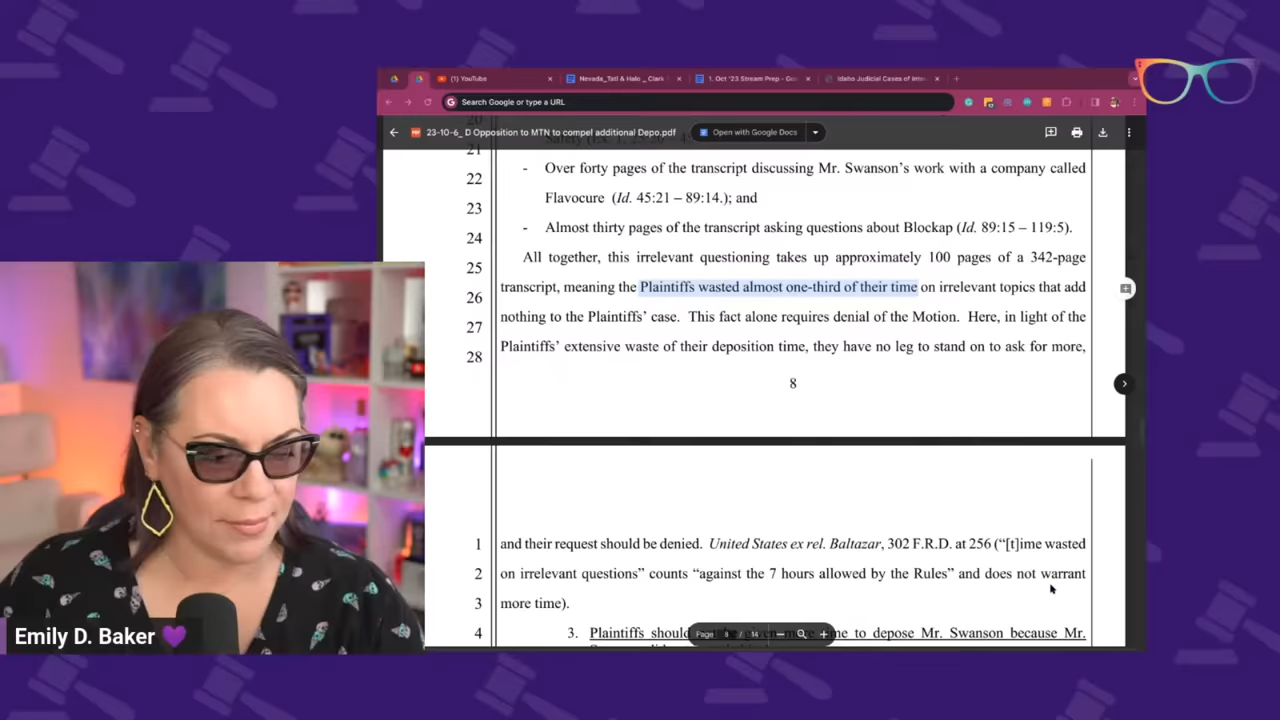 (1) YouTube
Nevada_Tati & Halo _ Clark
1. Oct '23 Stream Prep - Go
Idaho Judicial Cases of Inte
Search Google or type a URL
23-10-6_ D Opposition to MTN to compel additional Depo.pdf
Open with Google Docs
20
21
22 - Over forty pages of the transcript discussing Mr. Swanson's work with a company called
23 Flavocure (Id. 45:21 – 89:14.); and
24 - Almost thirty pages of the transcript asking questions about Blockap (Id. 89:15 – 119:5).
25 All together, this irrelevant questioning takes up approximately 100 pages of a 342-page
26 transcript, meaning the Plaintiffs wasted almost one-third of their time on irrelevant topics that add
27 nothing to the Plaintiffs' case. This fact alone requires denial of the Motion. Here, in light of the
28 Plaintiffs' extensive waste of their deposition time, they have no leg to stand on to ask for more,
8
1 and their request should be denied. United States ex rel. Baltazar, 302 F.R.D. at 256 ("[t]ime wasted
2 on irrelevant questions" counts "against the 7 hours allowed by the Rules" and does not warrant
3 more time).
4 3. Plaintiffs should me to depose Mr. Swanson because Mr.
Page 8 / 14
Emily D. Baker 💜